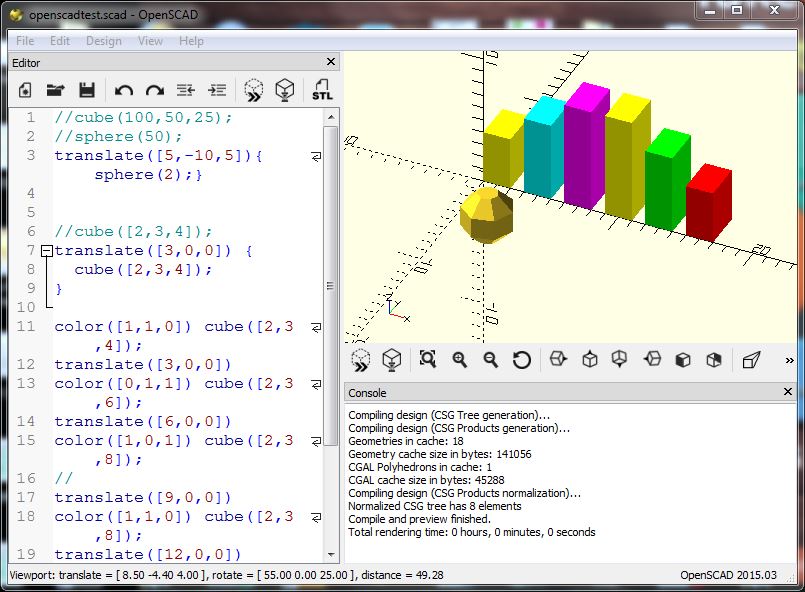 openscadtest.scad - OpenSCAD
File Edit Design View Help
Editor
STL
1 //cube(100,50,25);
2 //sphere(50);
3 translate([5,-10,5]){
sphere(2);}
4
5
6 //cube([2,3,4]);
7 translate([3,0,0]) {
8 cube([2,3,4]);
9 }
10
11 color([1,1,0]) cube([2,3
,4]);
12 translate([3,0,0])
13 color([0,1,1]) cube([2,3
,6]);
14 translate([6,0,0])
15 color([1,0,1]) cube([2,3
,8]);
16 //
17 translate([9,0,0])
18 color([1,1,0]) cube([2,3
,8]);
19 translate([12,0,0])
20
-10
-10
z
x
»
Console
Compiling design (CSG Tree generation)...
Compiling design (CSG Products generation)...
Geometries in cache: 18
Geometry cache size in bytes: 141056
CGAL Polyhedrons in cache: 1
CGAL cache size in bytes: 45288
Compiling design (CSG Products normalization)...
Normalized CSG tree has 8 elements
Compile and preview finished.
Total rendering time: 0 hours, 0 minutes, 0 seconds
Viewport: translate = [ 8.50 -4.40 4.00 ], rotate = [ 55.00 0.00 25.00 ], distance = 49.28
OpenSCAD 2015.03